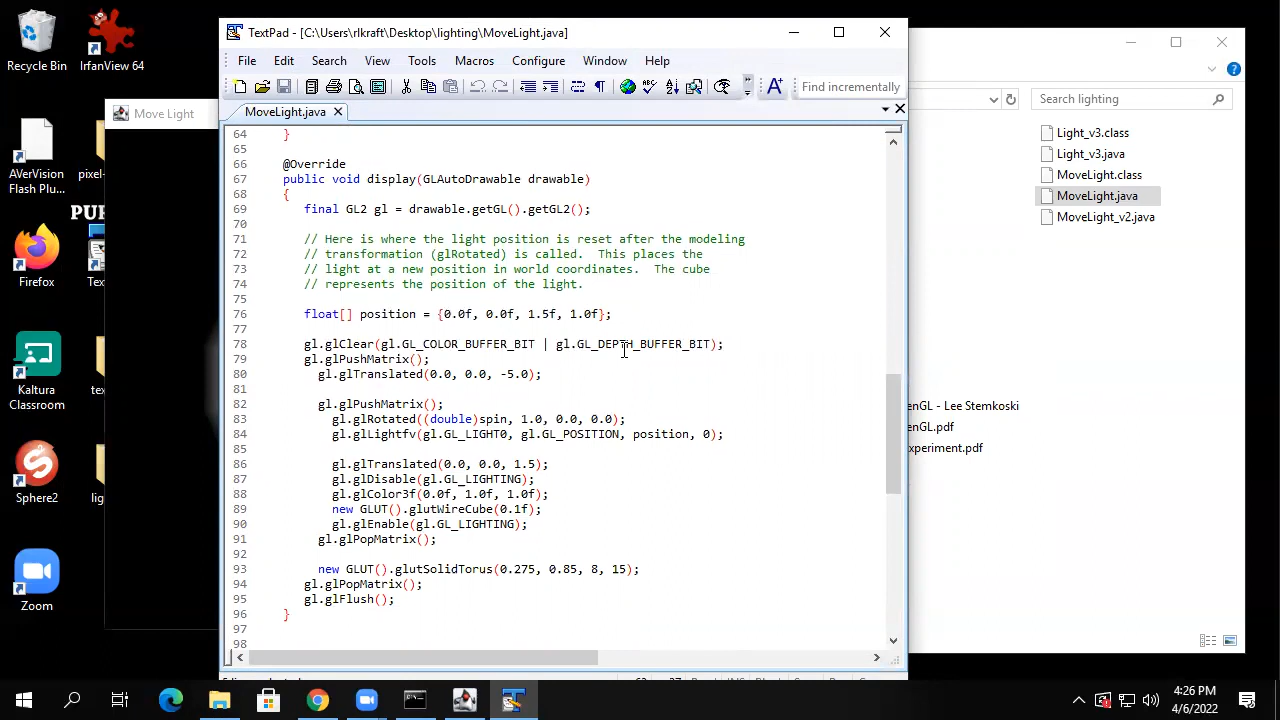 Recycle Bin
IrfanView 64
AVerVision
Flash Plu...
pixel-
Firefox
Tex
Kaltura
Classroom
tex
Sphere2
lig
Zoom
PU
Move Light
TextPad - [C:\Users\rlkraft\Desktop\lighting\MoveLight.java]
File Edit Search View Tools Macros Configure Window Help
Find incrementally
MoveLight.java
64 }
65
66 @Override
67 public void display(GLAutoDrawable drawable)
68 {
69 final GL2 gl = drawable.getGL().getGL2();
70
71 // Here is where the light position is reset after the modeling
72 // transformation (glRotated) is called.  This places the
73 // light at a new position in world coordinates.  The cube
74 // represents the position of the light.
75
76 float[] position = {0.0f, 0.0f, 1.5f, 1.0f};
77
78 gl.glClear(gl.GL_COLOR_BUFFER_BIT | gl.GL_DEPTH_BUFFER_BIT);
79 gl.glPushMatrix();
80 gl.glTranslated(0.0, 0.0, -5.0);
81
82 gl.glPushMatrix();
83 gl.glRotated((double)spin, 1.0, 0.0, 0.0);
84 gl.glLightfv(gl.GL_LIGHT0, gl.GL_POSITION, position, 0);
85
86 gl.glTranslated(0.0, 0.0, 1.5);
87 gl.glDisable(gl.GL_LIGHTING);
88 gl.glColor3f(0.0f, 1.0f, 1.0f);
89 new GLUT().glutWireCube(0.1f);
90 gl.glEnable(gl.GL_LIGHTING);
91 gl.glPopMatrix();
92
93 new GLUT().glutSolidTorus(0.275, 0.85, 8, 15);
94 gl.glPopMatrix();
95 gl.glFlush();
96 }
97
98
Search lighting
Light_v3.class
Light_v3.java
MoveLight.class
MoveLight.java
MoveLight_v2.java
enGL - Lee Stemkoski
enGL.pdf
xperiment.pdf
4:26 PM
4/6/2022